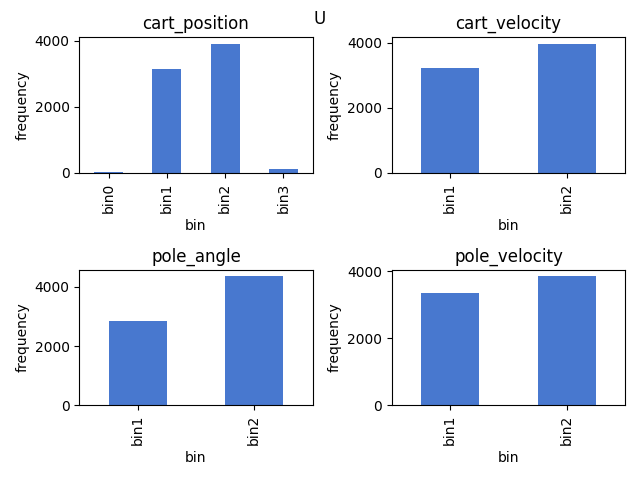 U
cart_position
frequency
4000
2000
0
bin0
bin1
bin2
bin3
bin
cart_velocity
frequency
4000
2000
0
bin1
bin2
bin
pole_angle
frequency
4000
2000
0
bin1
bin2
bin
pole_velocity
frequency
4000
2000
0
bin1
bin2
bin